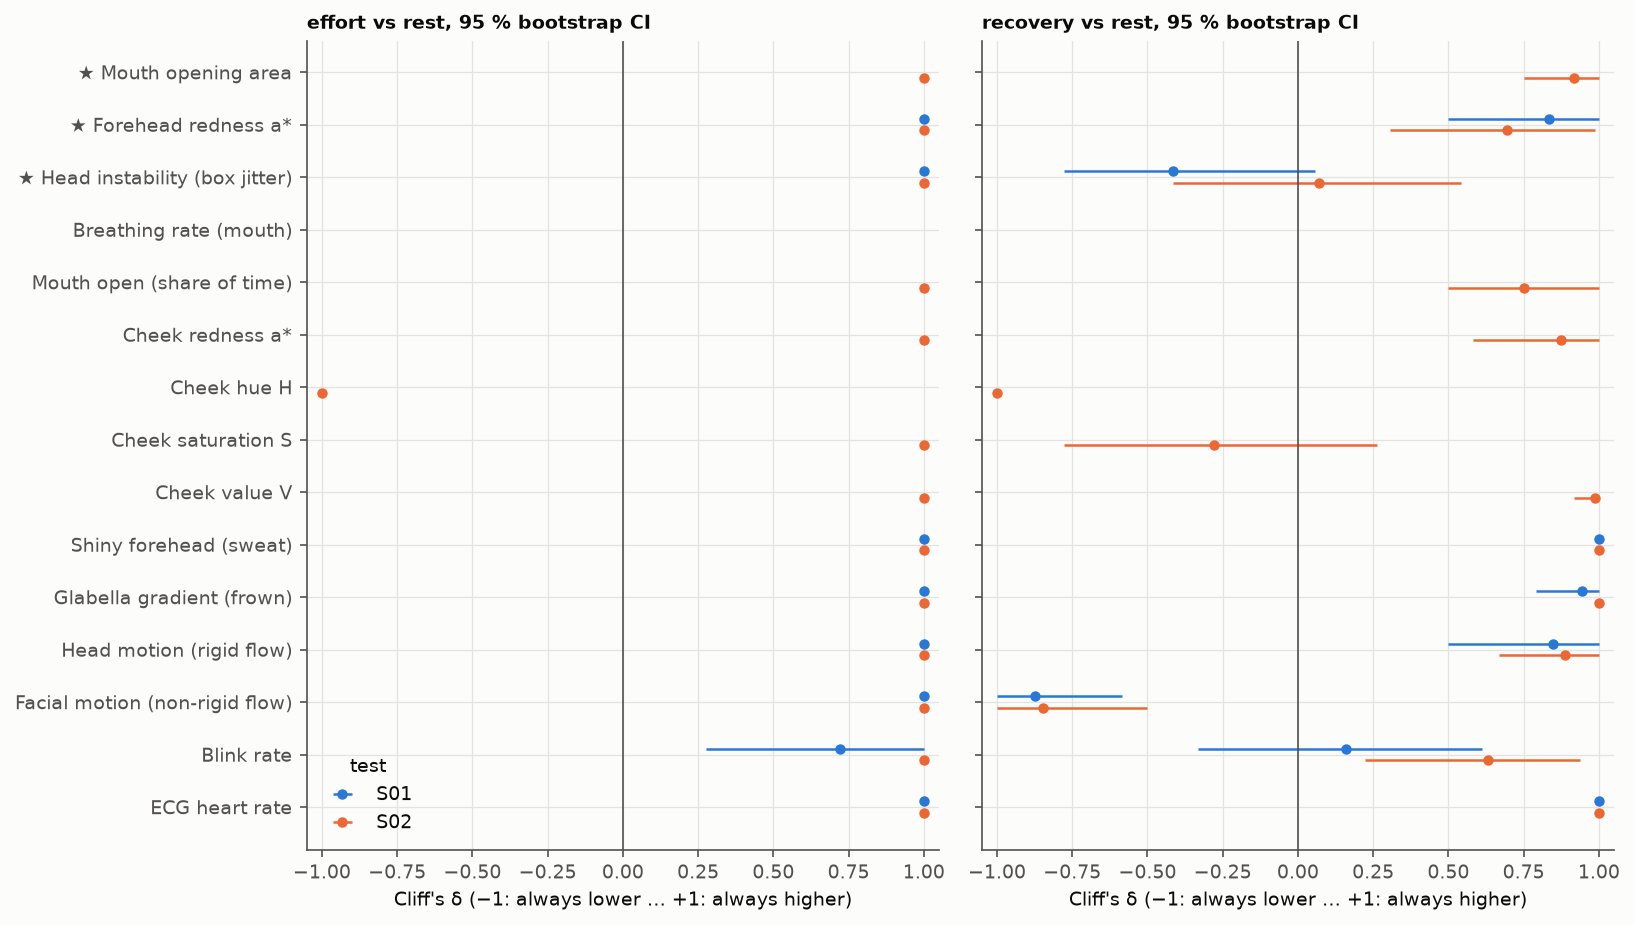 effort vs rest, 95 % bootstrap CI
recovery vs rest, 95 % bootstrap CI
★ Mouth opening area
★ Forehead redness a*
★ Head instability (box jitter)
Breathing rate (mouth)
Mouth open (share of time)
Cheek redness a*
Cheek hue H
Cheek saturation S
Cheek value V
Shiny forehead (sweat)
Glabella gradient (frown)
Head motion (rigid flow)
Facial motion (non-rigid flow)
Blink rate
ECG heart rate
test
S01
S02
−1.00 −0.75 −0.50 −0.25 0.00 0.25 0.50 0.75 1.00
Cliff's δ (−1: always lower ... +1: always higher)
−1.00 −0.75 −0.50 −0.25 0.00 0.25 0.50 0.75 1.00
Cliff's δ (−1: always lower ... +1: always higher)